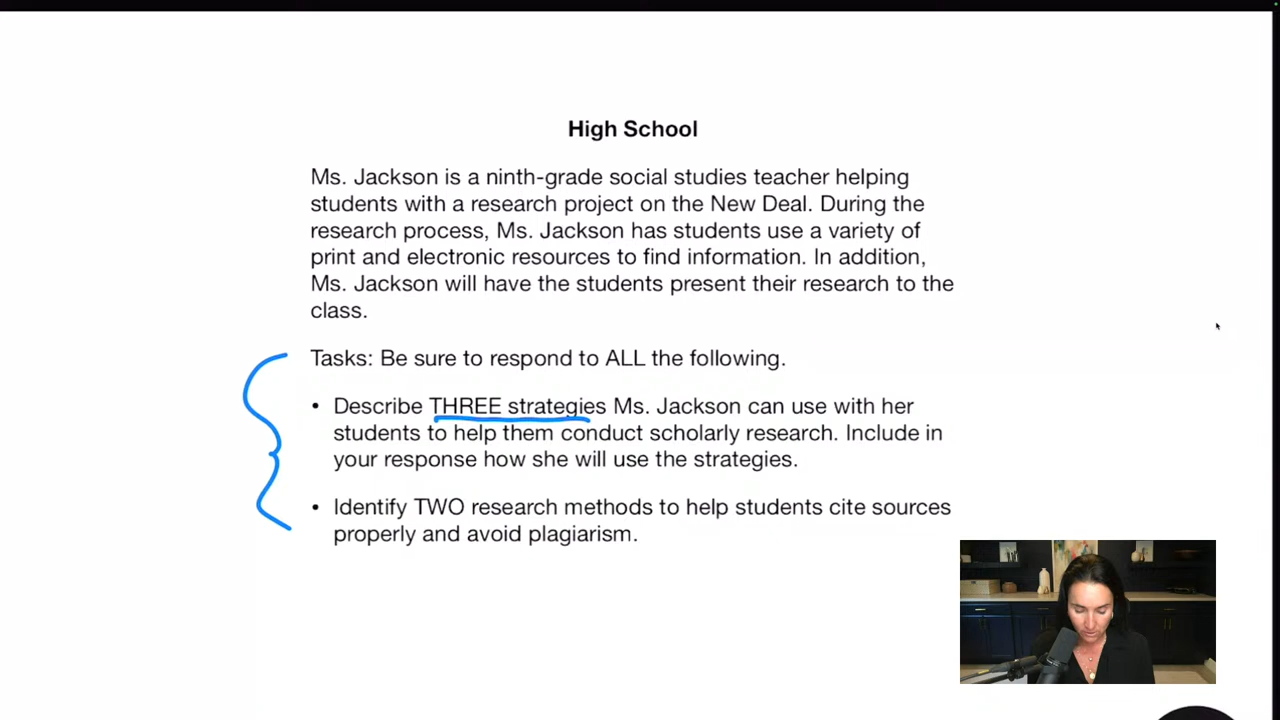 High School
Ms. Jackson is a ninth-grade social studies teacher helping
students with a research project on the New Deal. During the
research process, Ms. Jackson has students use a variety of
print and electronic resources to find information. In addition,
Ms. Jackson will have the students present their research to the
class.
Tasks: Be sure to respond to ALL the following.
• Describe THREE strategies Ms. Jackson can use with her
students to help them conduct scholarly research. Include in
your response how she will use the strategies.
• Identify TWO research methods to help students cite sources
properly and avoid plagiarism.